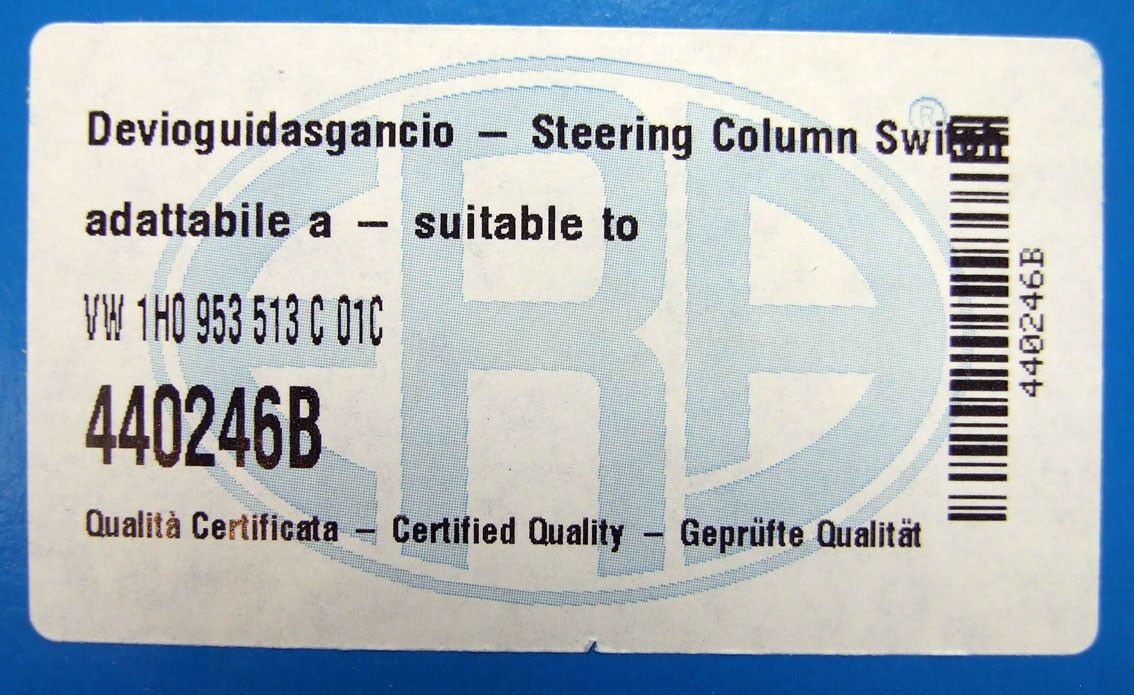 Devioguidasgancio – Steering Column Switch
adattabile a – suitable to
VW 1H0 953 513 C 01C
440246B
Qualità Certificata – Certified Quality – Geprüfte Qualität
440246B
ERA ®